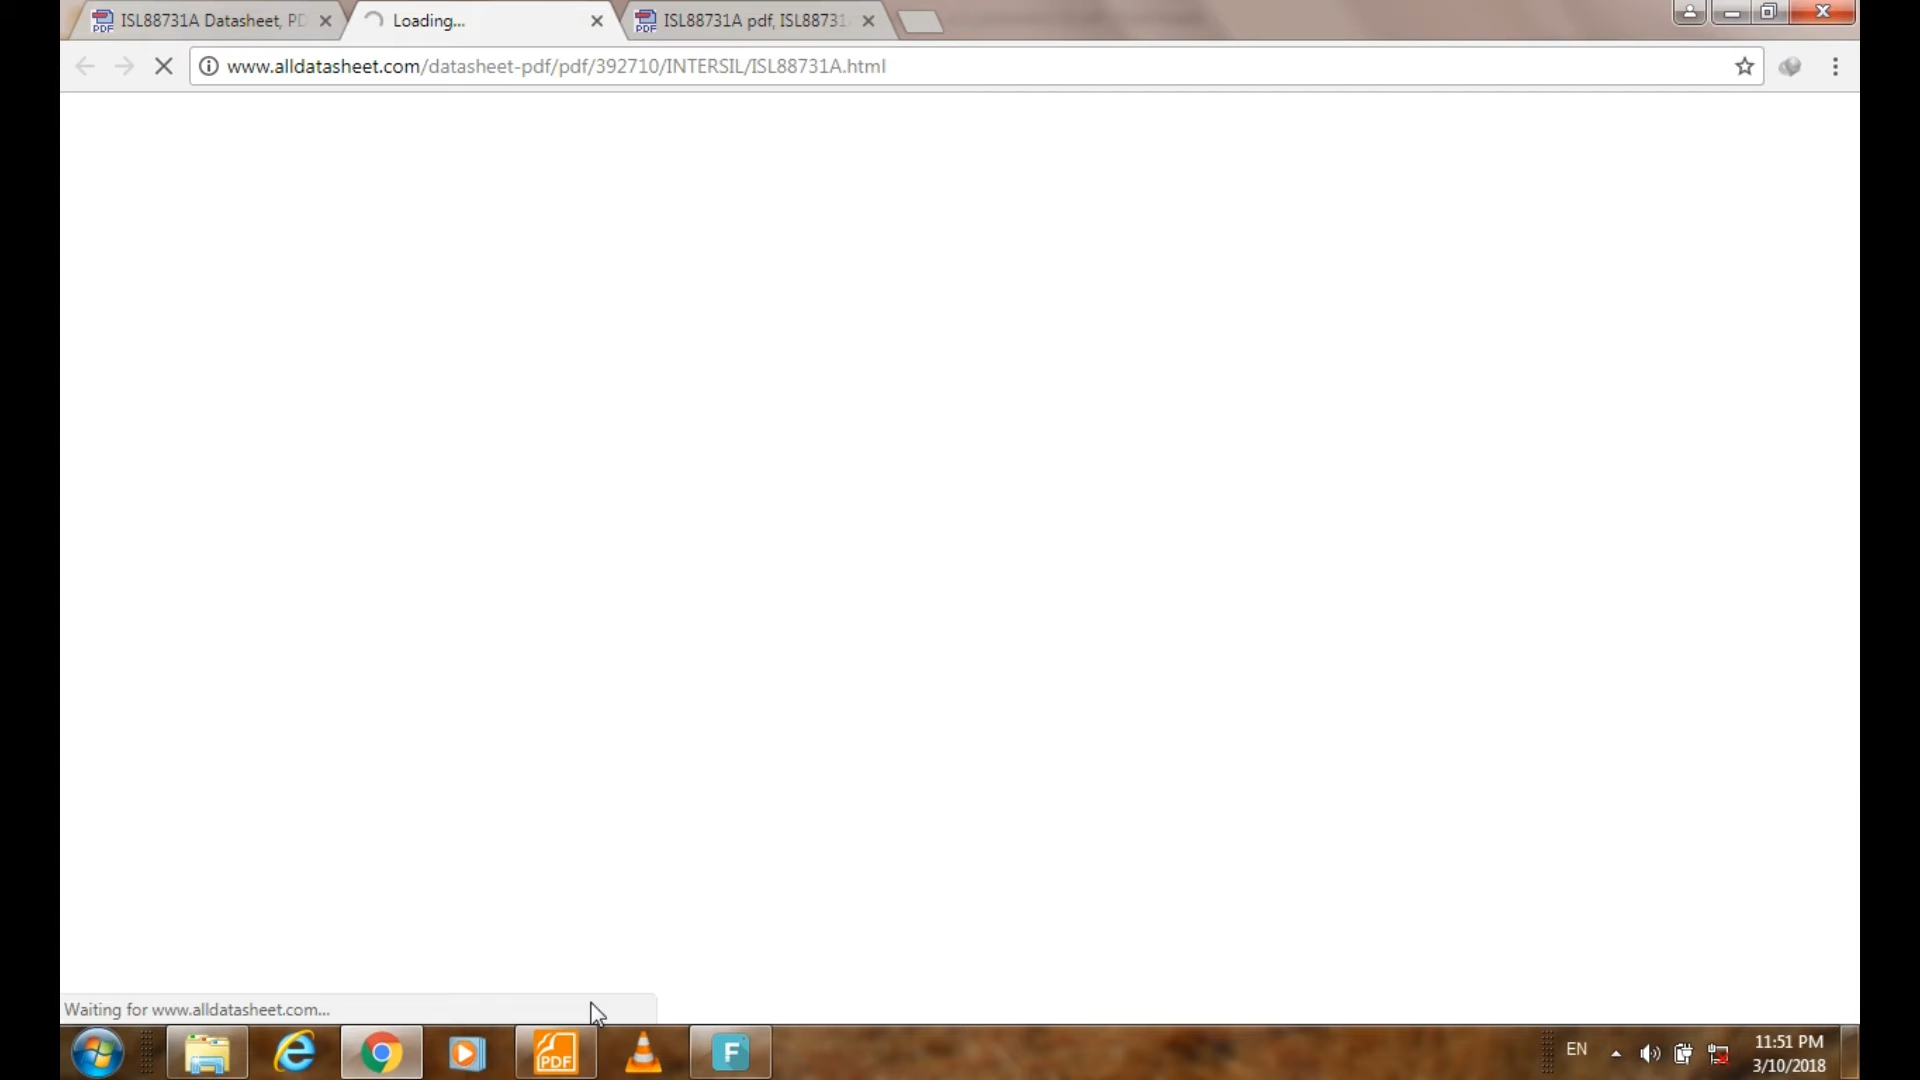 ISL88731A Datasheet, PD
Loading...
ISL88731A pdf, ISL88731
www.alldatasheet.com/datasheet-pdf/pdf/392710/INTERSIL/ISL88731A.html
Waiting for www.alldatasheet.com...
PDF
F
EN
11:51 PM
3/10/2018